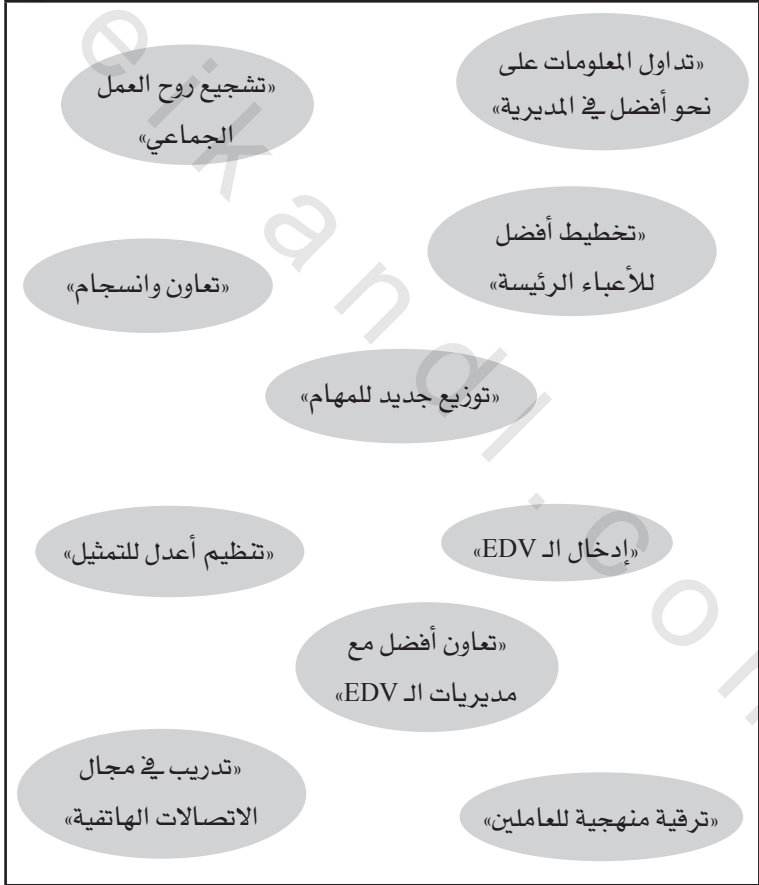 «تداول المعلومات على
نحو أفضل في المديرية»
«تشجيع روح العمل
الجماعي»
«تخطيط أفضل
للأعباء الرئيسة»
«تعاون وانسجام»
«توزيع جديد للمهام»
«إدخال الـ EDV»
«تنظيم أعدل للتمثيل»
«تعاون أفضل مع
مديريات الـ EDV»
«تدريب في مجال
الاتصالات الهاتفية»
«ترقية منهجية للعاملين»
eikandl.com